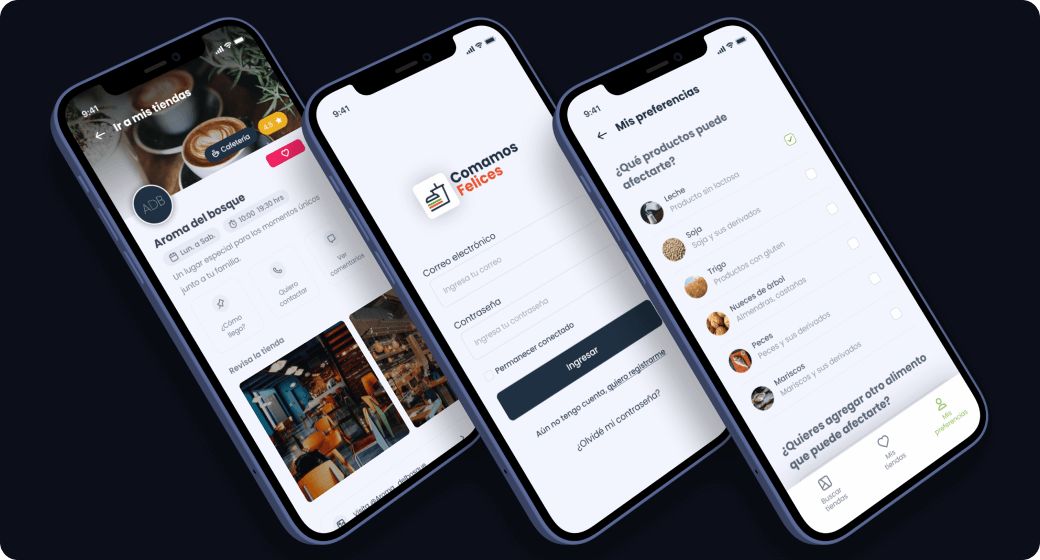 9:41
Ir a mis tiendas
Cafetería
4.5
ADB
Aroma del bosque
Lun. a Sab.
10:00 19:30 hrs
Un lugar especial para los momentos únicos
junto a tu familia.
¿Cómo
llego?
Quiero
contactar
Ver
comentarios
Revisa la tienda
Visita @Aroma_delbosque
9:41
Comamos
Felices
Correo electrónico
Ingresa tu correo
Contraseña
Ingresa tu contraseña
Permanecer conectado
Ingresar
Aún no tengo cuenta, quiero registrarme
¿Olvidé mi contraseña?
9:41
Mis preferencias
¿Qué productos puede
afectarte?
Leche
Producto sin lactosa
Soja
Soja y sus derivados
Trigo
Productos con gluten
Nueces de árbol
Almendras, castañas
Peces
Peces y sus derivados
Mariscos
Mariscos y sus derivados
¿Quieres agregar otro alimento
que puede afectarte?
Buscar
tiendas
Mis
tiendas
Mis
preferencias